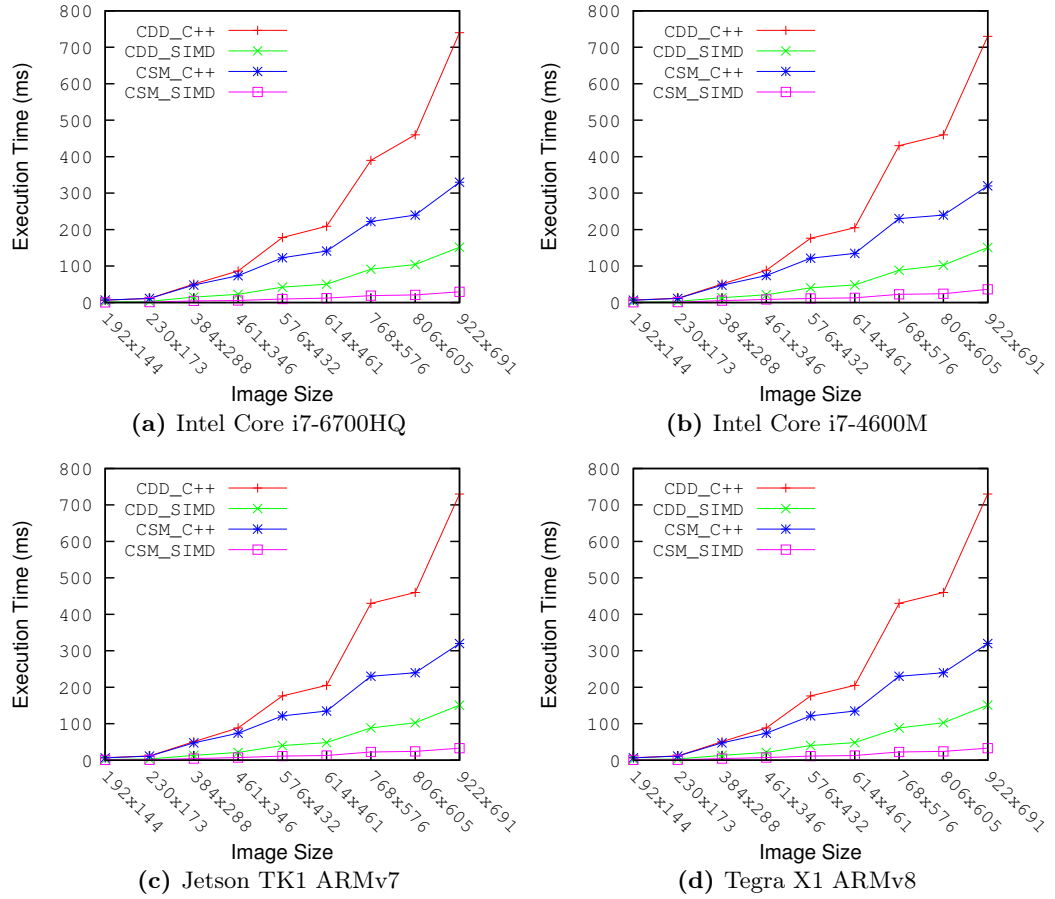 800
700
600
500
400
300
200
100
0
Execution Time (ms)
CDD_C++
CDD_SIMD
CSM_C++
CSM_SIMD
192x144
230x173
384x288
461x346
576x432
614x461
768x576
806x605
922x691
Image Size
(a) Intel Core i7-6700HQ
800
700
600
500
400
300
200
100
0
Execution Time (ms)
CDD_C++
CDD_SIMD
CSM_C++
CSM_SIMD
192x144
230x173
384x288
461x346
576x432
614x461
768x576
806x605
922x691
Image Size
(b) Intel Core i7-4600M
800
700
600
500
400
300
200
100
0
Execution Time (ms)
CDD_C++
CDD_SIMD
CSM_C++
CSM_SIMD
192x144
230x173
384x288
461x346
576x432
614x461
768x576
806x605
922x691
Image Size
(c) Jetson TK1 ARMv7
800
700
600
500
400
300
200
100
0
Execution Time (ms)
CDD_C++
CDD_SIMD
CSM_C++
CSM_SIMD
192x144
230x173
384x288
461x346
576x432
614x461
768x576
806x605
922x691
Image Size
(d) Tegra X1 ARMv8